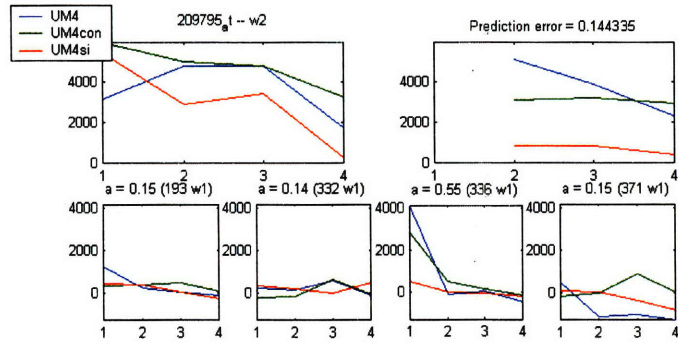 UM4
UM4con
UM4si
209795_at -- w2
Prediction error = 0.144335
4000
2000
0
1 2 3 4
4000
2000
0
1 2 3 4
a = 0.15 (193 w1)
a = 0.14 (332 w1)
a = 0.55 (336 w1)
a = 0.15 (371 w1)
4000
2000
0
1 2 3 4
4000
2000
0
1 2 3 4
4000
2000
0
1 2 3 4
4000
2000
0
1 2 3 4